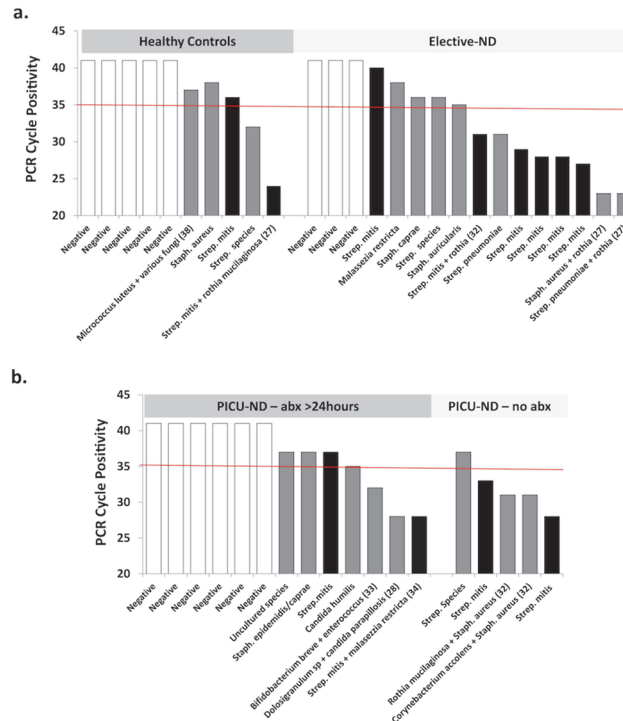 a.
Healthy Controls
Elective-ND
PCR Cycle Positivity
45
40
35
30
25
20
Negative
Negative
Negative
Negative
Negative
Micrococcus luteus + various fungi (38)
Staph. aureus
Strep. mitis
Strep. species
Strep. mitis + rothia mucilaginosa (27)
Negative
Negative
Negative
Strep. mitis
Malassezia restricta
Staph. caprae
Strep. species
Staph. auricularis
Strep. mitis + rothia (32)
Strep. pneumoniae
Strep. mitis
Strep. mitis
Strep. mitis
Strep. mitis
Staph. aureus + rothia (27)
Strep. pneumoniae + rothia (27)
b.
PICU-ND – abx >24hours
PICU-ND – no abx
PCR Cycle Positivity
45
40
35
30
25
20
Negative
Negative
Negative
Negative
Negative
Negative
Uncultured species
Staph. epidemidis/caprae
Strep.mitis
Candida humilis
Bifidobacterium breve + enterococcus (33)
Dolosigranulum sp + candida parapillosis (28)
Strep. mitis + malasezzia restricta (34)
Strep. Species
Strep. mitis
Rothia mucilaginosa + Staph. aureus (32)
Corynebacterium accolens + Staph. aureus (32)
Strep. mitis